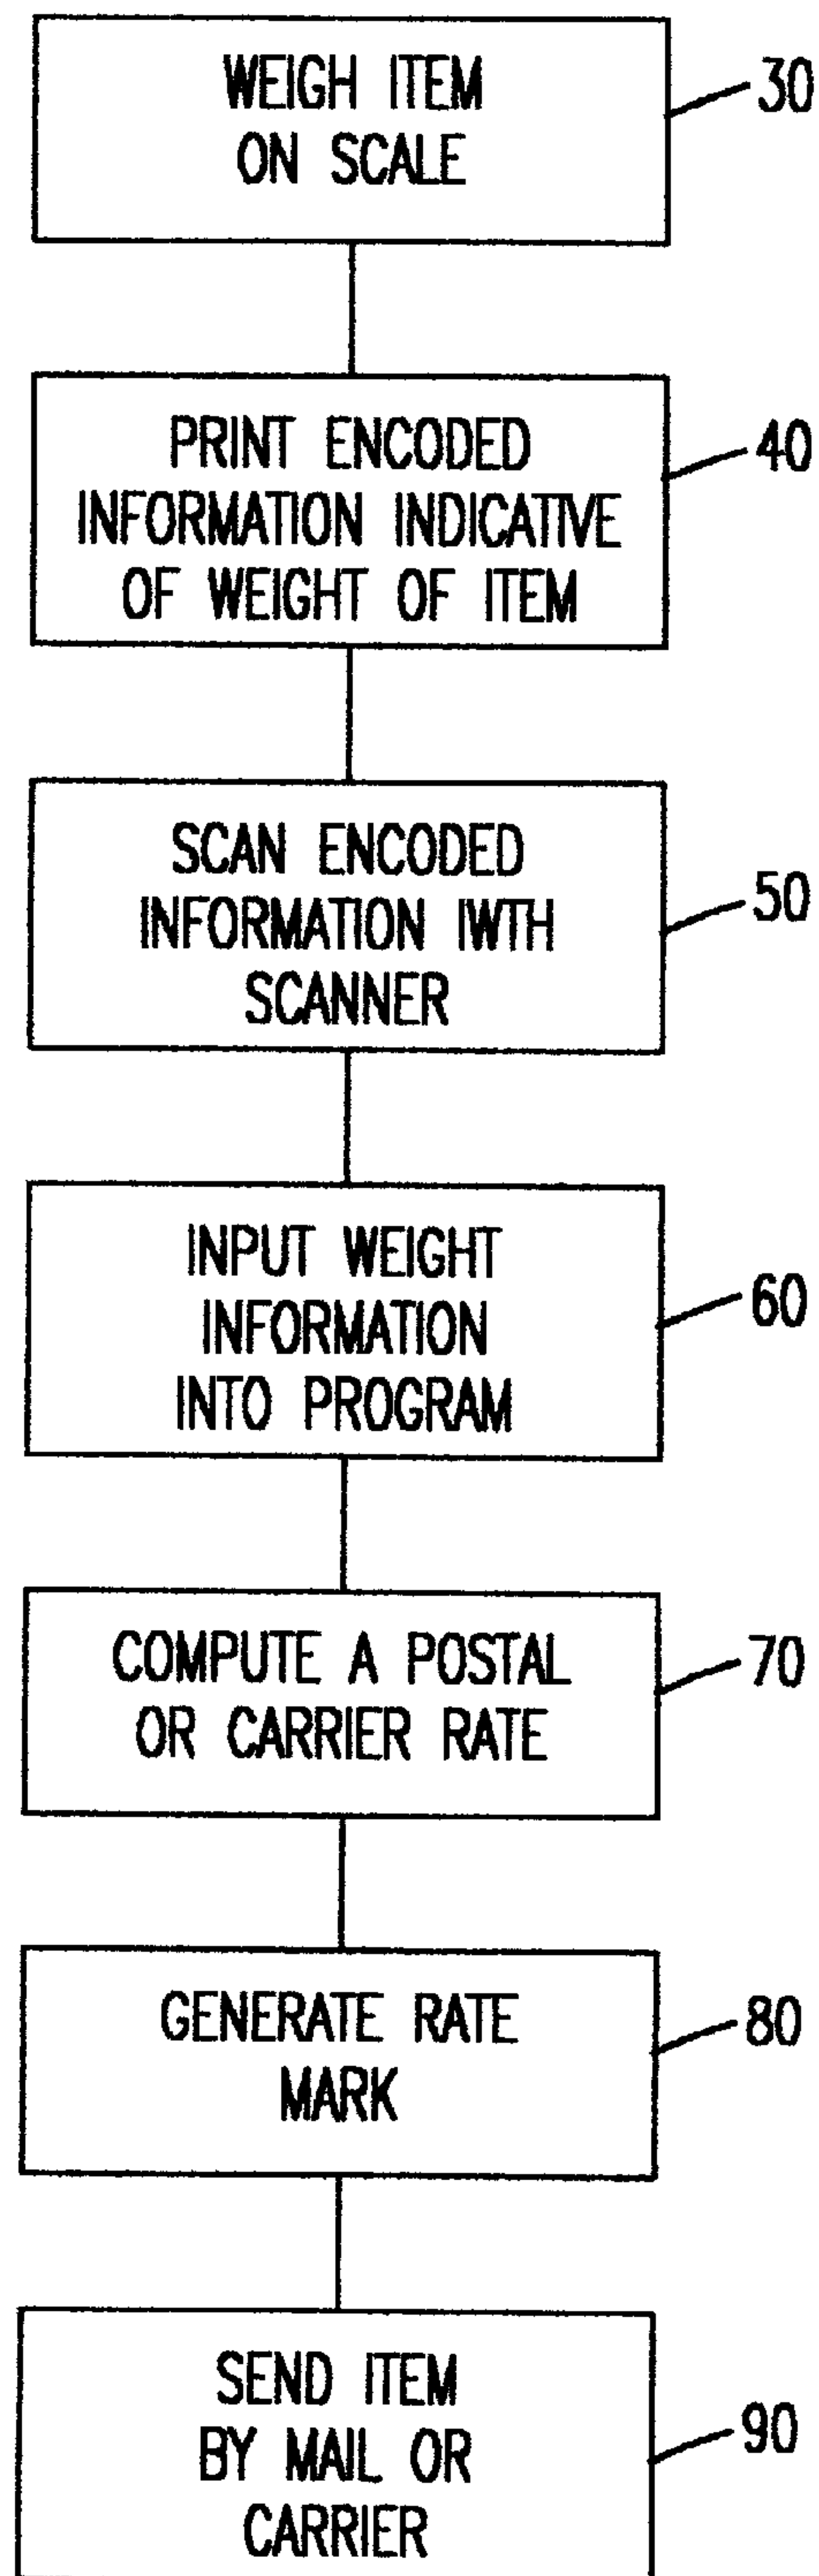 WEIGH ITEM
ON SCALE
30
PRINT ENCODED
INFORMATION INDICATIVE
OF WEIGHT OF ITEM
40
SCAN ENCODED
INFORMATION IWTH
SCANNER
50
INPUT WEIGHT
INFORMATION
INTO PROGRAM
60
COMPUTE A POSTAL
OR CARRIER RATE
70
GENERATE RATE
MARK
80
SEND ITEM
BY MAIL OR
CARRIER
90